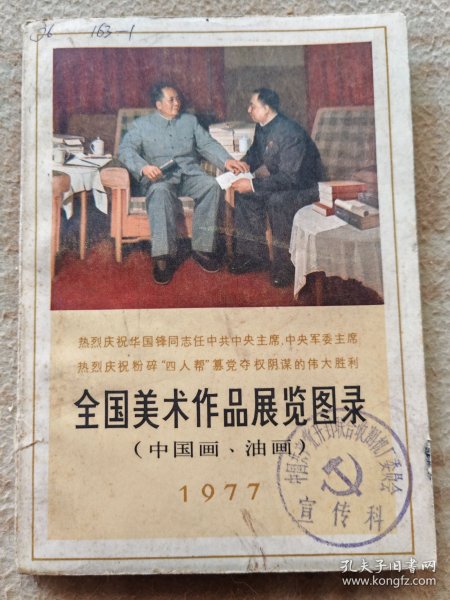 36 163-1
热烈庆祝华国锋同志任中共中央主席、中央军委主席
热烈庆祝粉碎“四人帮”篡党夺权阴谋的伟大胜利
全国美术作品展览图录
（中国画、油画）
1977
宣传科
孔夫子旧书网
www.kongfz.com